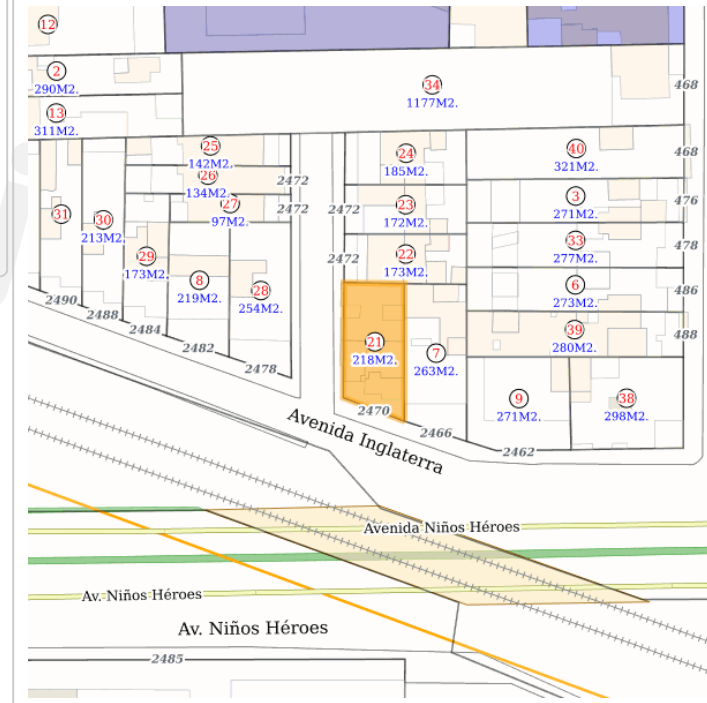 12
2
290M2.
34
1177M2.
468
13
311M2.
25
142M2.
24
185M2.
40
321M2.
468
26
134M2.
2472
3
271M2.
476
31
30
213M2.
27
97M2.
2472
2472
23
172M2.
33
277M2.
478
29
173M2.
8
219M2.
28
254M2.
2472
22
173M2.
6
273M2.
486
2490
2488
2484
2482
2478
21
218M2.
7
263M2.
39
280M2.
488
9
271M2.
38
298M2.
2470
2466
2462
Avenida Inglaterra
Avenida Niños Héroes
Av. Niños Héroes
Av. Niños Héroes
2485